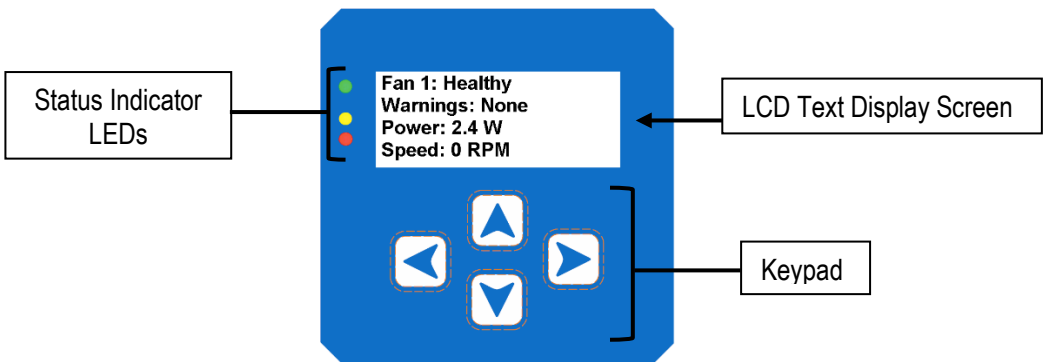 Status Indicator
LEDs
Fan 1: Healthy
Warnings: None
Power: 2.4 W
Speed: 0 RPM
LCD Text Display Screen
Keypad